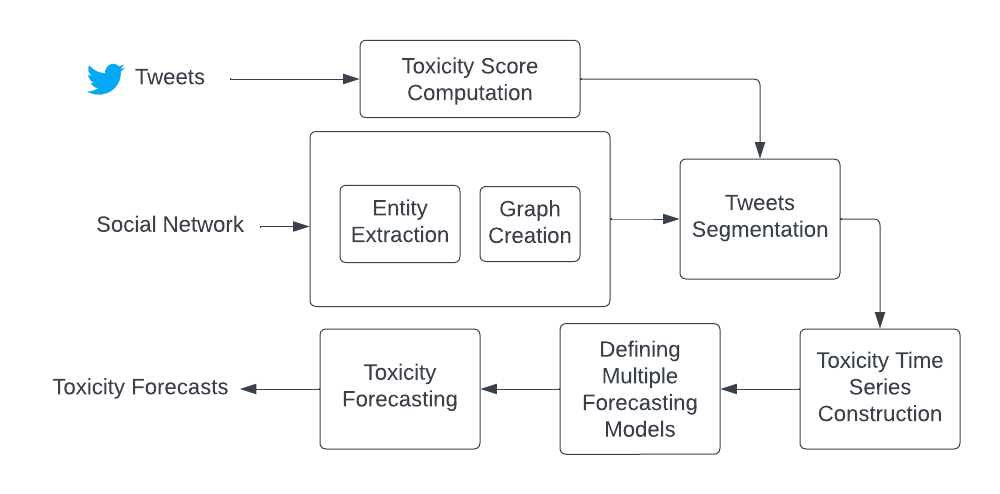 Tweets
Toxicity Score
Computation
Social Network
Entity
Extraction
Graph
Creation
Tweets
Segmentation
Toxicity Forecasts
Toxicity
Forecasting
Defining
Multiple
Forecasting
Models
Toxicity Time
Series
Construction